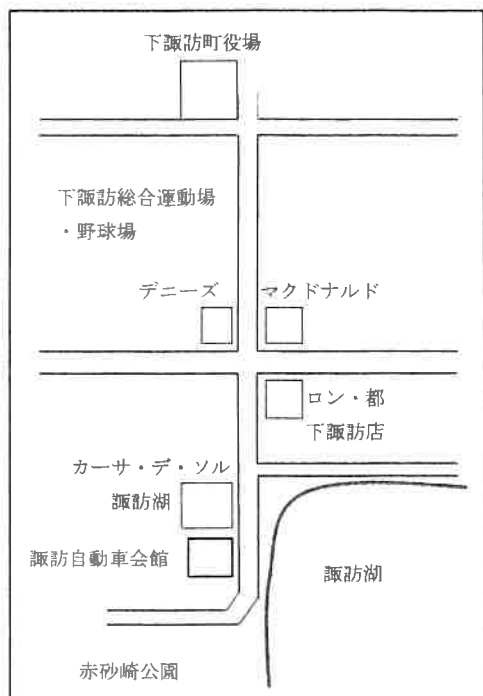 下諏訪町役場
下諏訪総合運動場
・野球場
デニーズ
マクドナルド
ロン・都
下諏訪店
カーサ・デ・ソル
諏訪湖
諏訪自動車会館
諏訪湖
赤砂崎公園